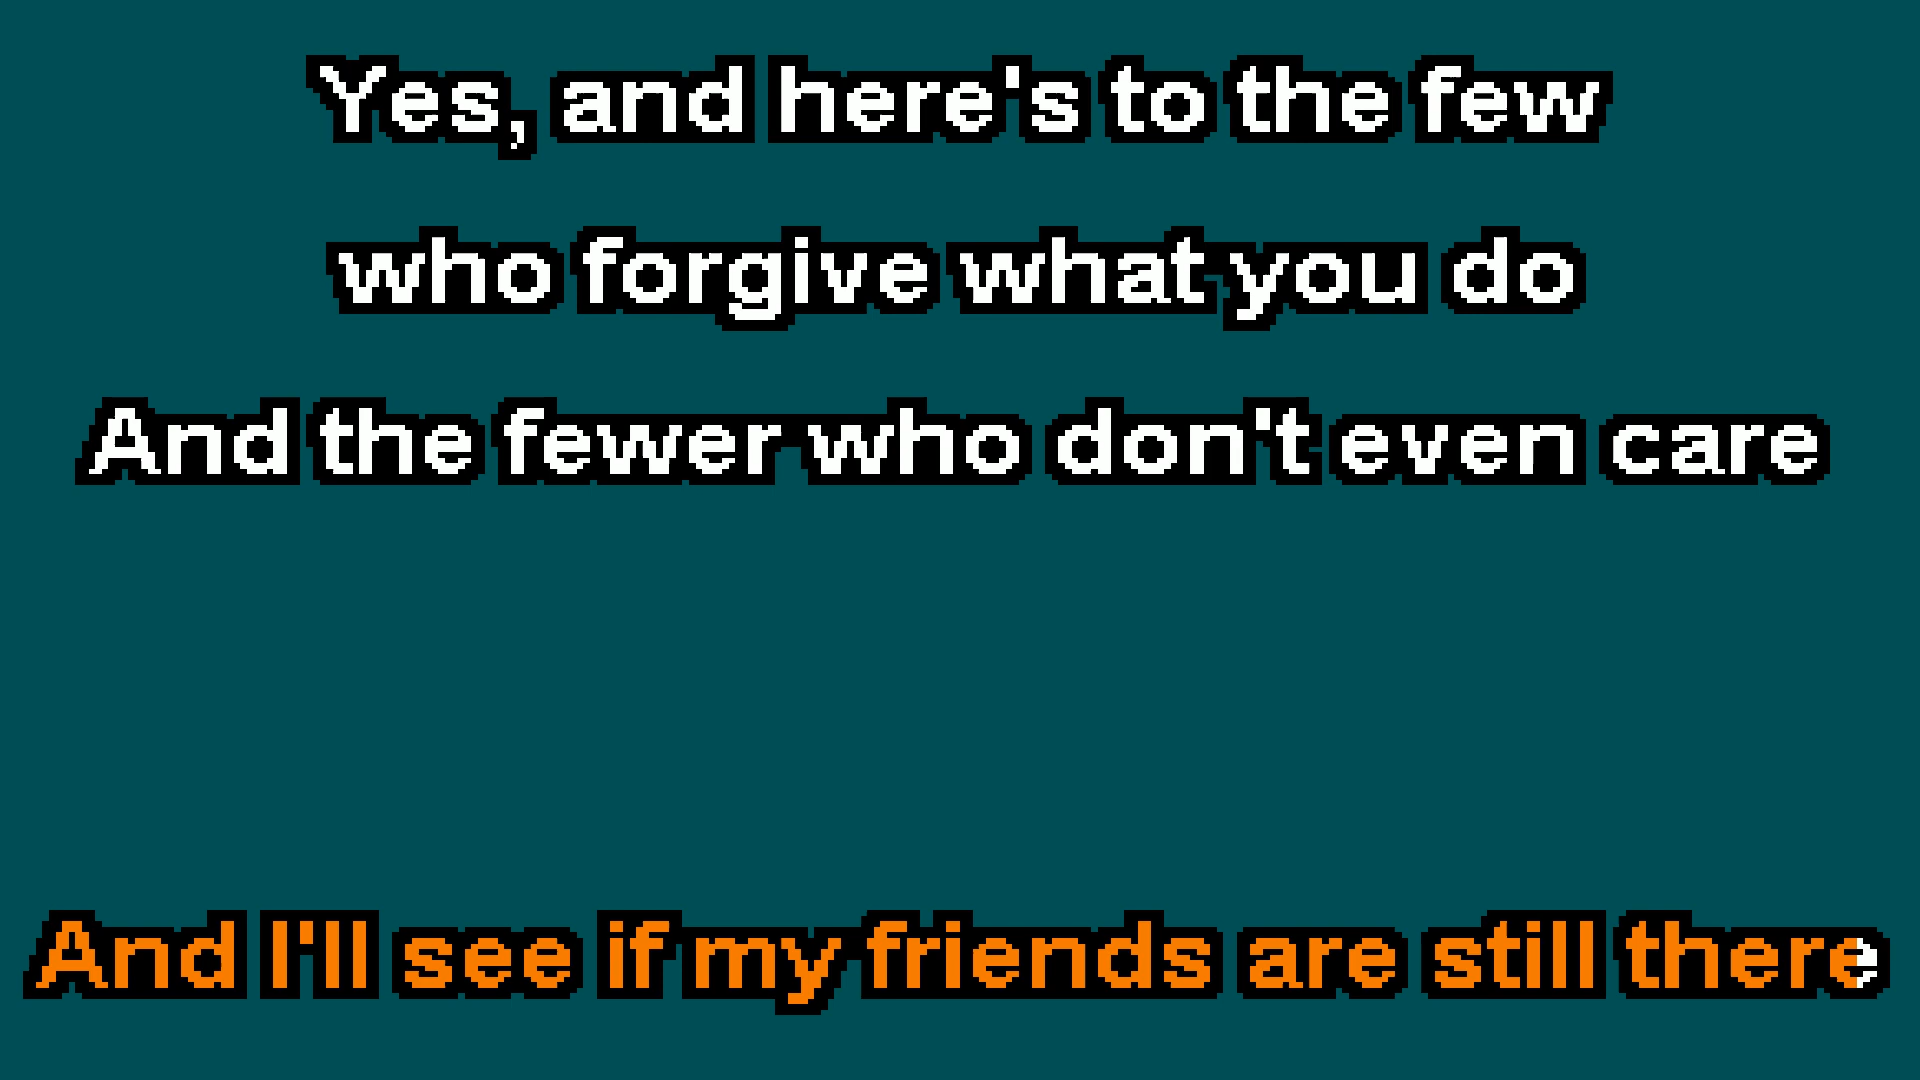 Yes, and here's to the few
who forgive what you do
And the fewer who don't even care
And I'll see if my friends are still there